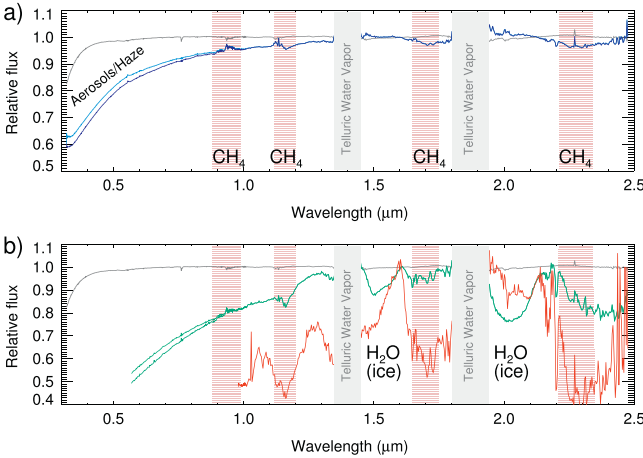 a)
1.1
1.0
0.9
0.8
0.7
0.6
0.5
Relative flux
Aerosols/Haze
CH4
CH4
Telluric Water Vapor
CH4
Telluric Water Vapor
CH4
0.5
1.0
1.5
2.0
2.5
Wavelength (μm)
b)
1.1
1.0
0.9
0.8
0.7
0.6
0.5
0.4
Relative flux
Telluric Water Vapor
H2O
(ice)
Telluric Water Vapor
H2O
(ice)
0.5
1.0
1.5
2.0
2.5
Wavelength (μm)